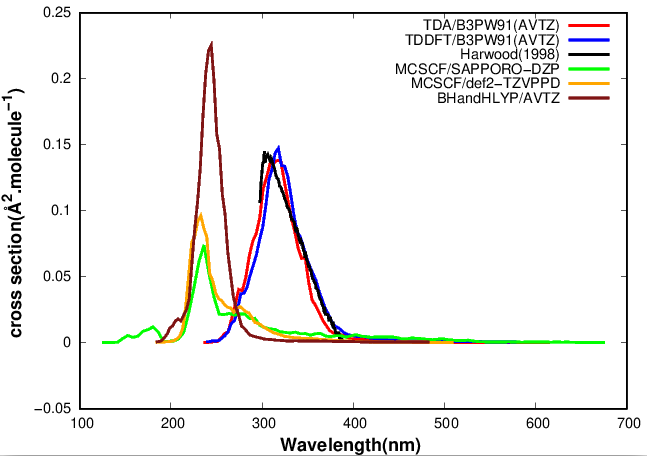 0.25
TDA/B3PW91(AVTZ)
TDDFT/B3PW91(AVTZ)
Harwood(1998)
MCSCF/SAPPORO−DZP
MCSCF/def2−TZVPPD
BHandHLYP/AVTZ
0.2
0.15
0.1
0.05
0
−0.05
cross section(Å².molecule⁻¹)
100 200 300 400 500 600 700
Wavelength(nm)